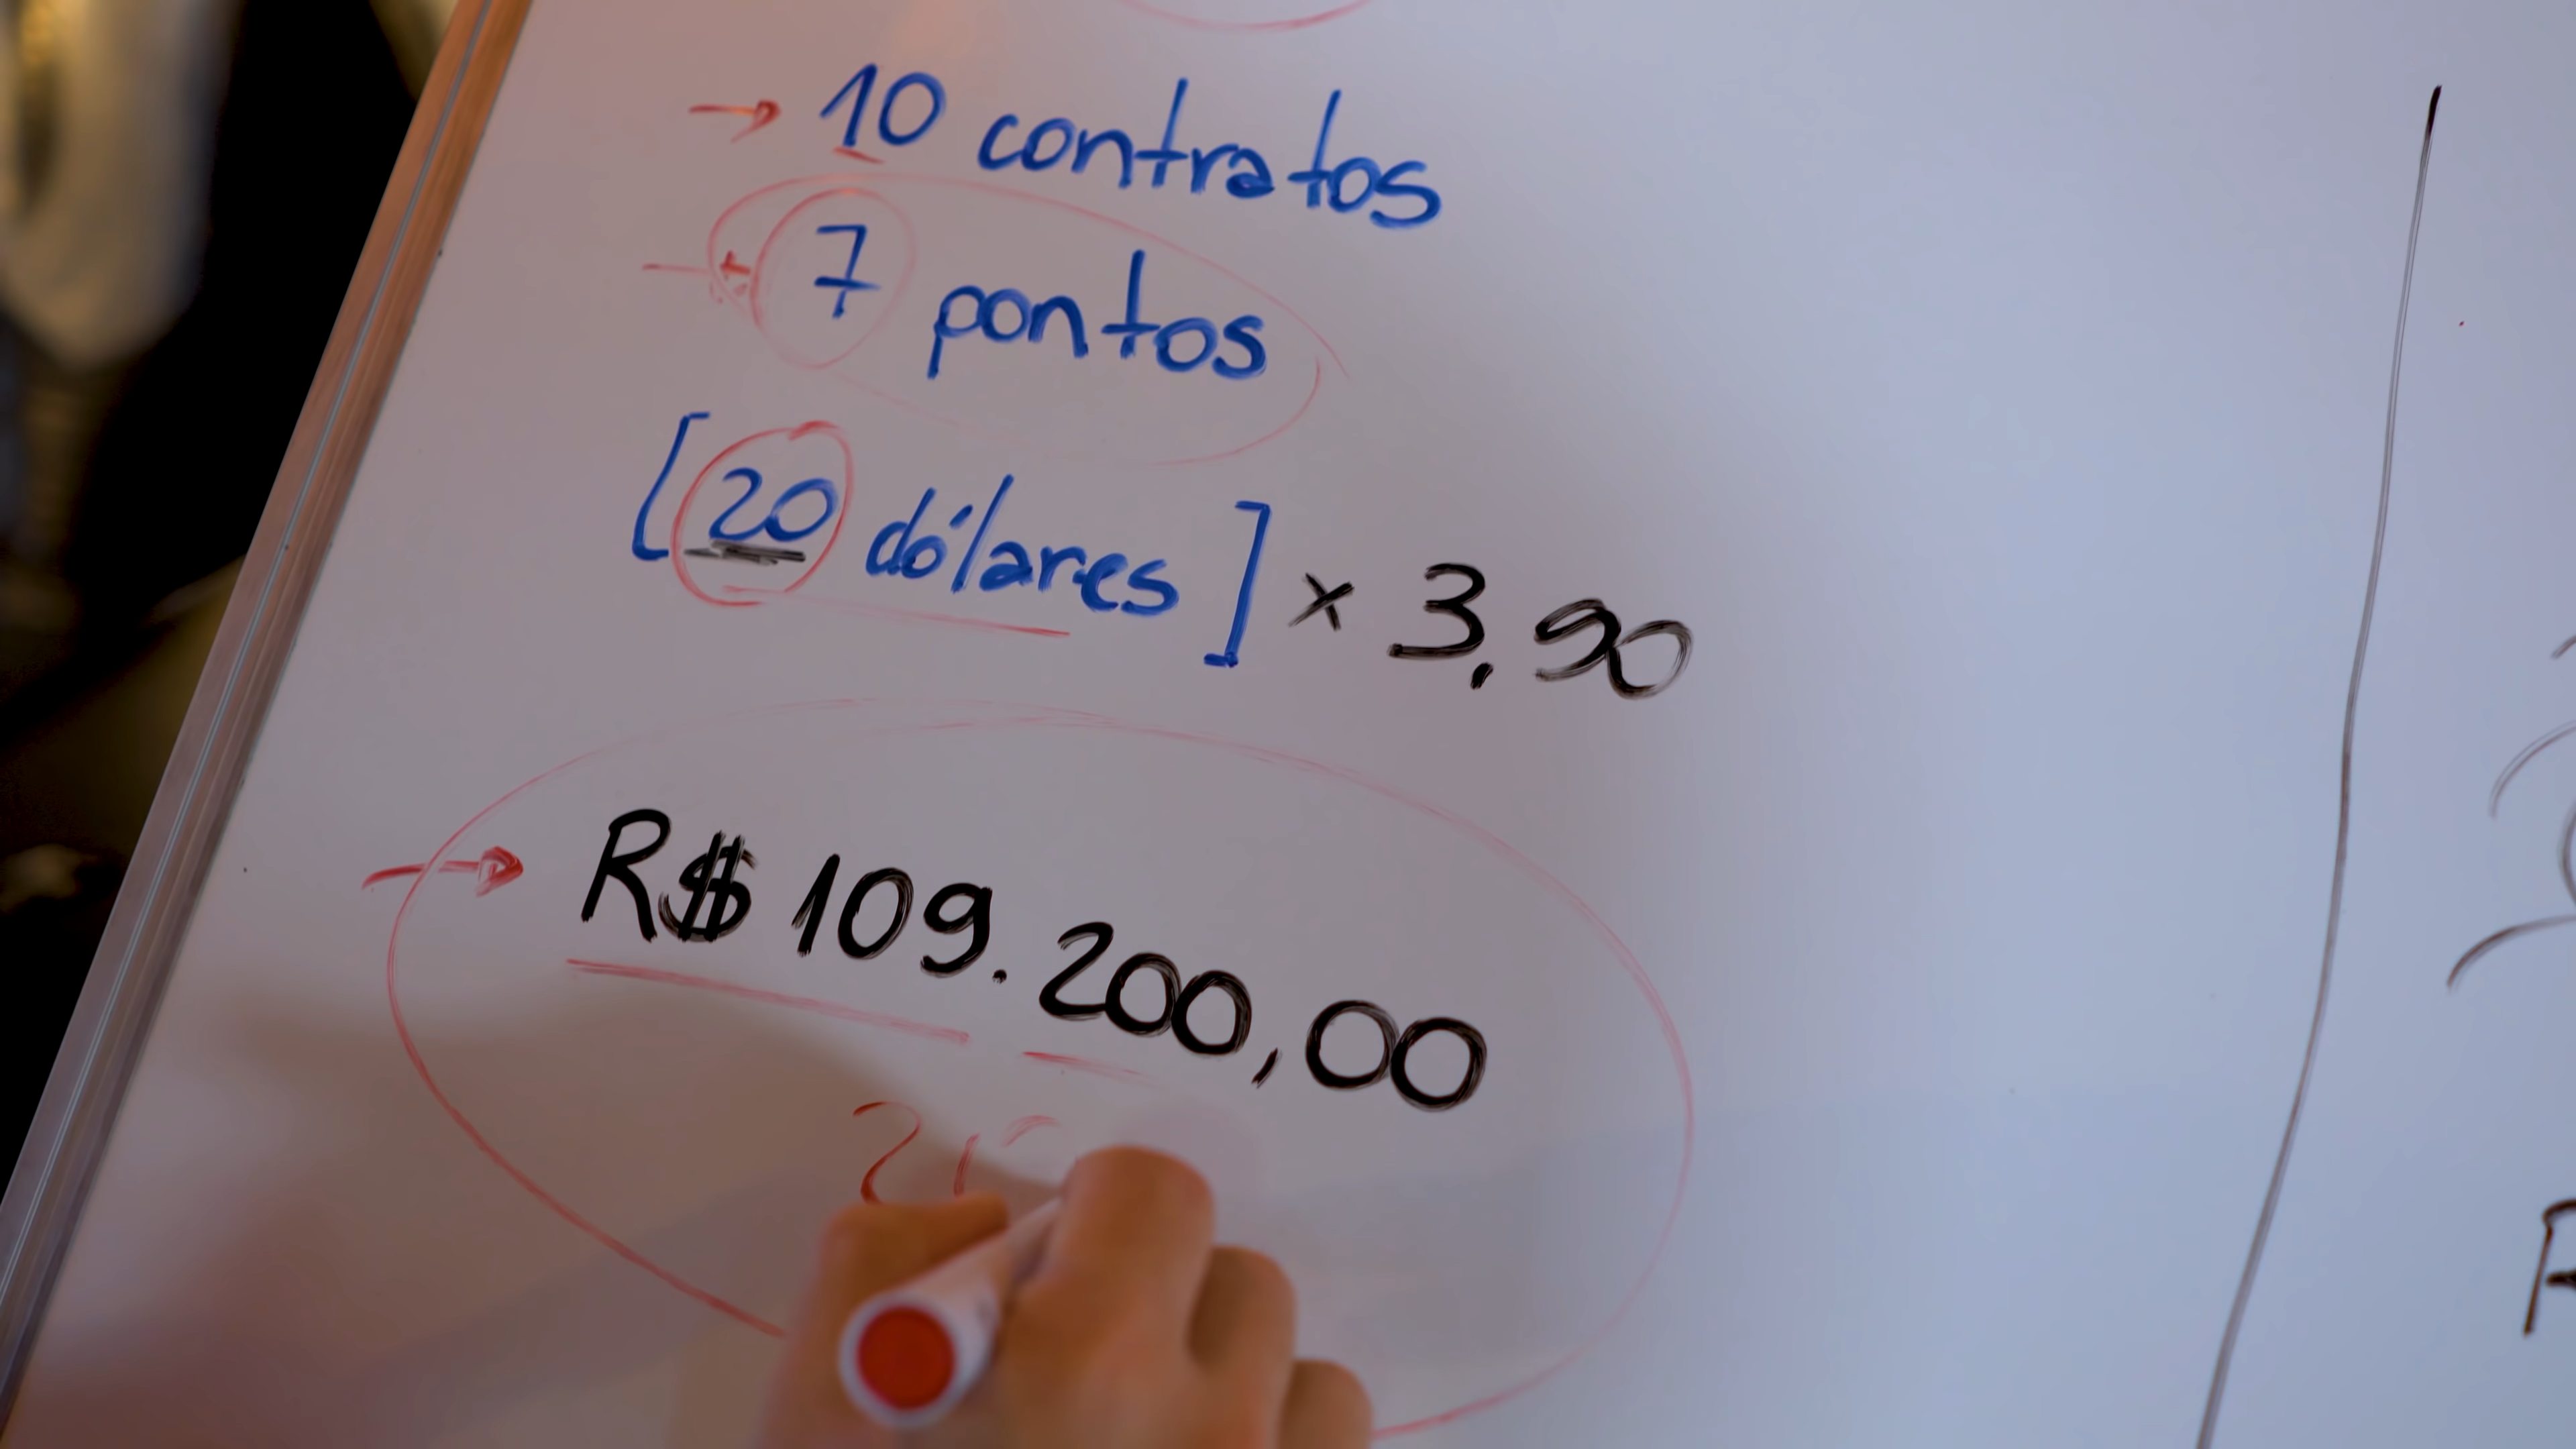 → 10 contratos
→ 7 pontos
[20 dólares] × 3,90
→ R$ 109.200,00